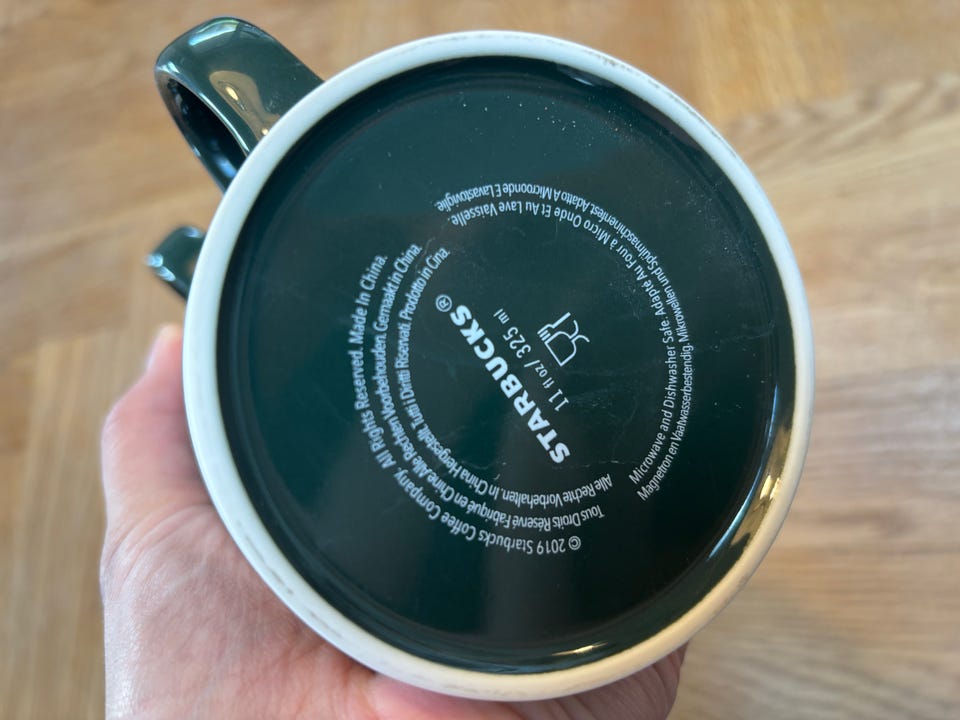 STARBUCKS®
11 fl oz/ 325 ml
© 2019 Starbucks Coffee Company. All Rights Reserved. Made In China.
Tous Droits Réservé Fabriqué en Chine Alle Rechten Voorbehouden. Gemaakt in China.
Alle Rechte Vorbehalten. In China Hergestellt. Tutti I Diritti Riservati. Prodotto in Cina.
Microwave and Dishwasher Safe. Adapté Au Four à Micro Onde Et Au Lave Vaisselle.
Magnetron en Vaatwasserbestendig. Mikrowellen und Spülmaschinenfest. Adatto A Microonde E Lavastoviglie.